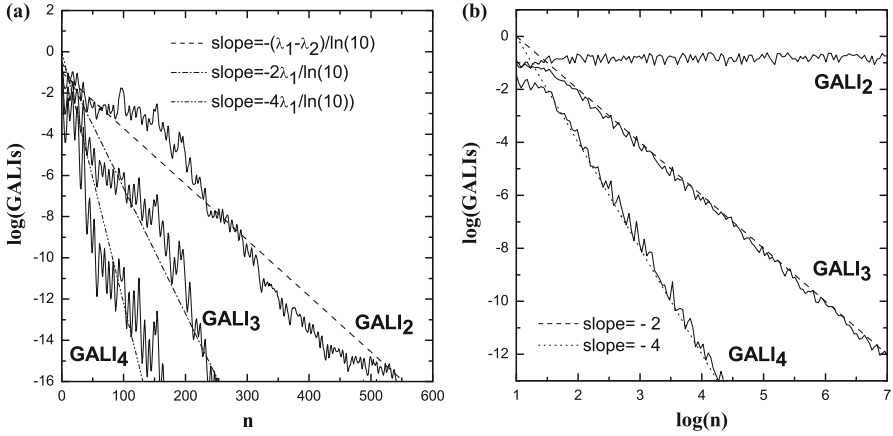 (a)
0
-2
-4
-6
-8
-10
-12
-14
-16
log(GALIs)
slope=-(λ1-λ2)/ln(10)
slope=-2λ1/ln(10)
slope=-4λ1/ln(10))
GALI4
GALI3
GALI2
0 100 200 300 400 500 600
n
(b)
0
-2
-4
-6
-8
-10
-12
log(GALIs)
GALI2
GALI3
GALI4
slope= - 2
slope= - 4
1 2 3 4 5 6 7
log(n)